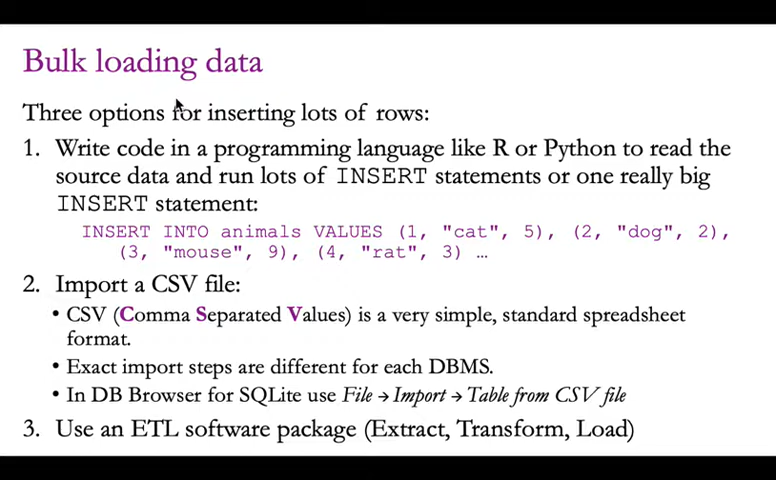 Bulk loading data
Three options for inserting lots of rows:
1. Write code in a programming language like R or Python to read the
source data and run lots of INSERT statements or one really big
INSERT statement:
INSERT INTO animals VALUES (1, "cat", 5), (2, "dog", 2),
(3, "mouse", 9), (4, "rat", 3) …
2. Import a CSV file:
• CSV (Comma Separated Values) is a very simple, standard spreadsheet
format.
• Exact import steps are different for each DBMS.
• In DB Browser for SQLite use File → Import → Table from CSV file
3. Use an ETL software package (Extract, Transform, Load)